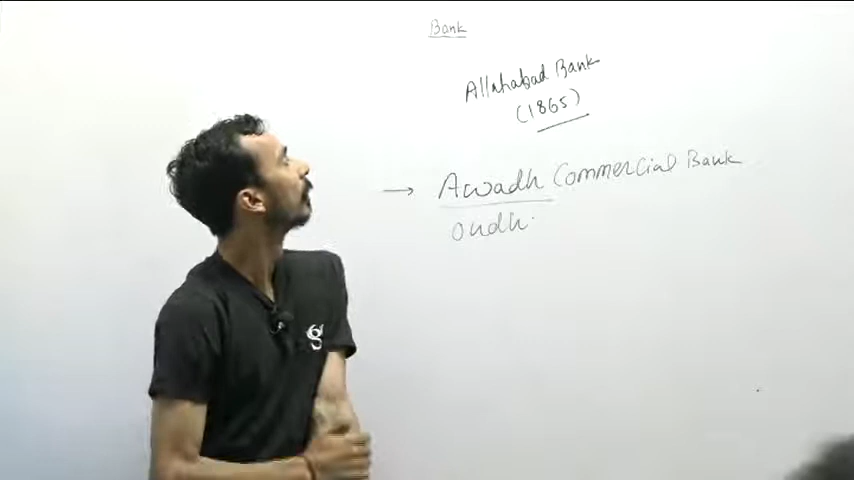 Bank
Allahabad Bank
(1865)
→ Awadh Commercial Bank
Oudh.